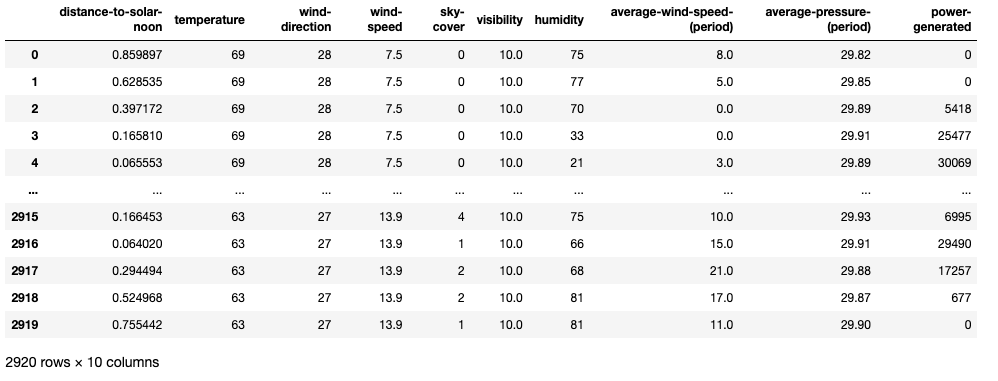 distance-to-solar-noon temperature wind-direction wind-speed sky-cover visibility humidity average-wind-speed-(period) average-pressure-(period) power-generated
0 0.859897 69 28 7.5 0 10.0 75 8.0 29.82 0
1 0.628535 69 28 7.5 0 10.0 77 5.0 29.85 0
2 0.397172 69 28 7.5 0 10.0 70 0.0 29.89 5418
3 0.165810 69 28 7.5 0 10.0 33 0.0 29.91 25477
4 0.065553 69 28 7.5 0 10.0 21 3.0 29.89 30069
... ... ... ... ... ... ... ... ... ... ...
2915 0.166453 63 27 13.9 4 10.0 75 10.0 29.93 6995
2916 0.064020 63 27 13.9 1 10.0 66 15.0 29.91 29490
2917 0.294494 63 27 13.9 2 10.0 68 21.0 29.88 17257
2918 0.524968 63 27 13.9 2 10.0 81 17.0 29.87 677
2919 0.755442 63 27 13.9 1 10.0 81 11.0 29.90 0
2920 rows × 10 columns